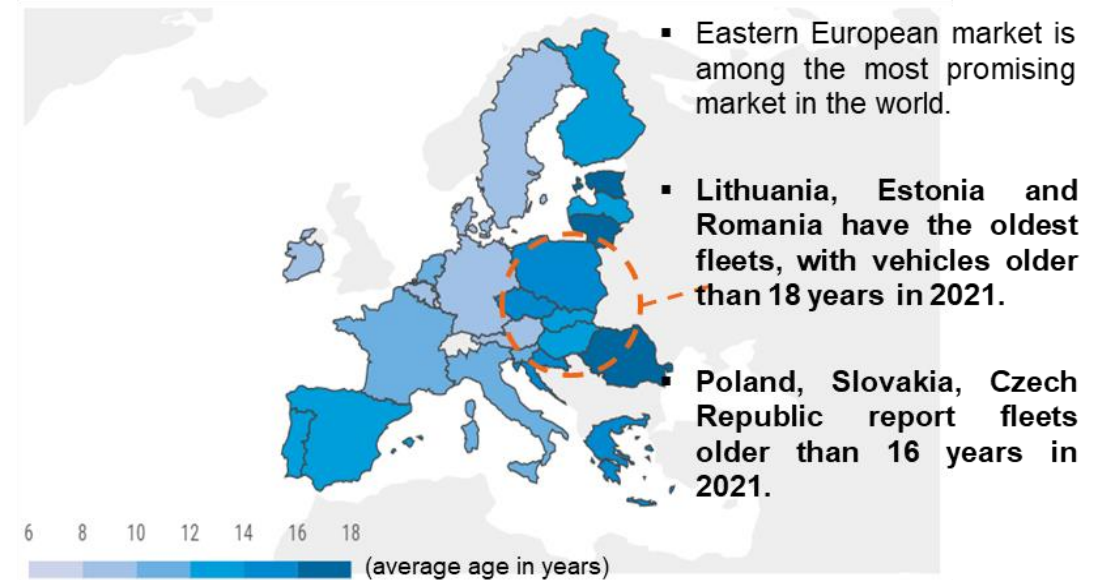 ▪ Eastern European market is
among the most promising
market in the world.
▪ Lithuania, Estonia and
Romania have the oldest
fleets, with vehicles older
than 18 years in 2021.
▪ Poland, Slovakia, Czech
Republic report fleets
older than 16 years in
2021.
6 8 10 12 14 16 18
(average age in years)